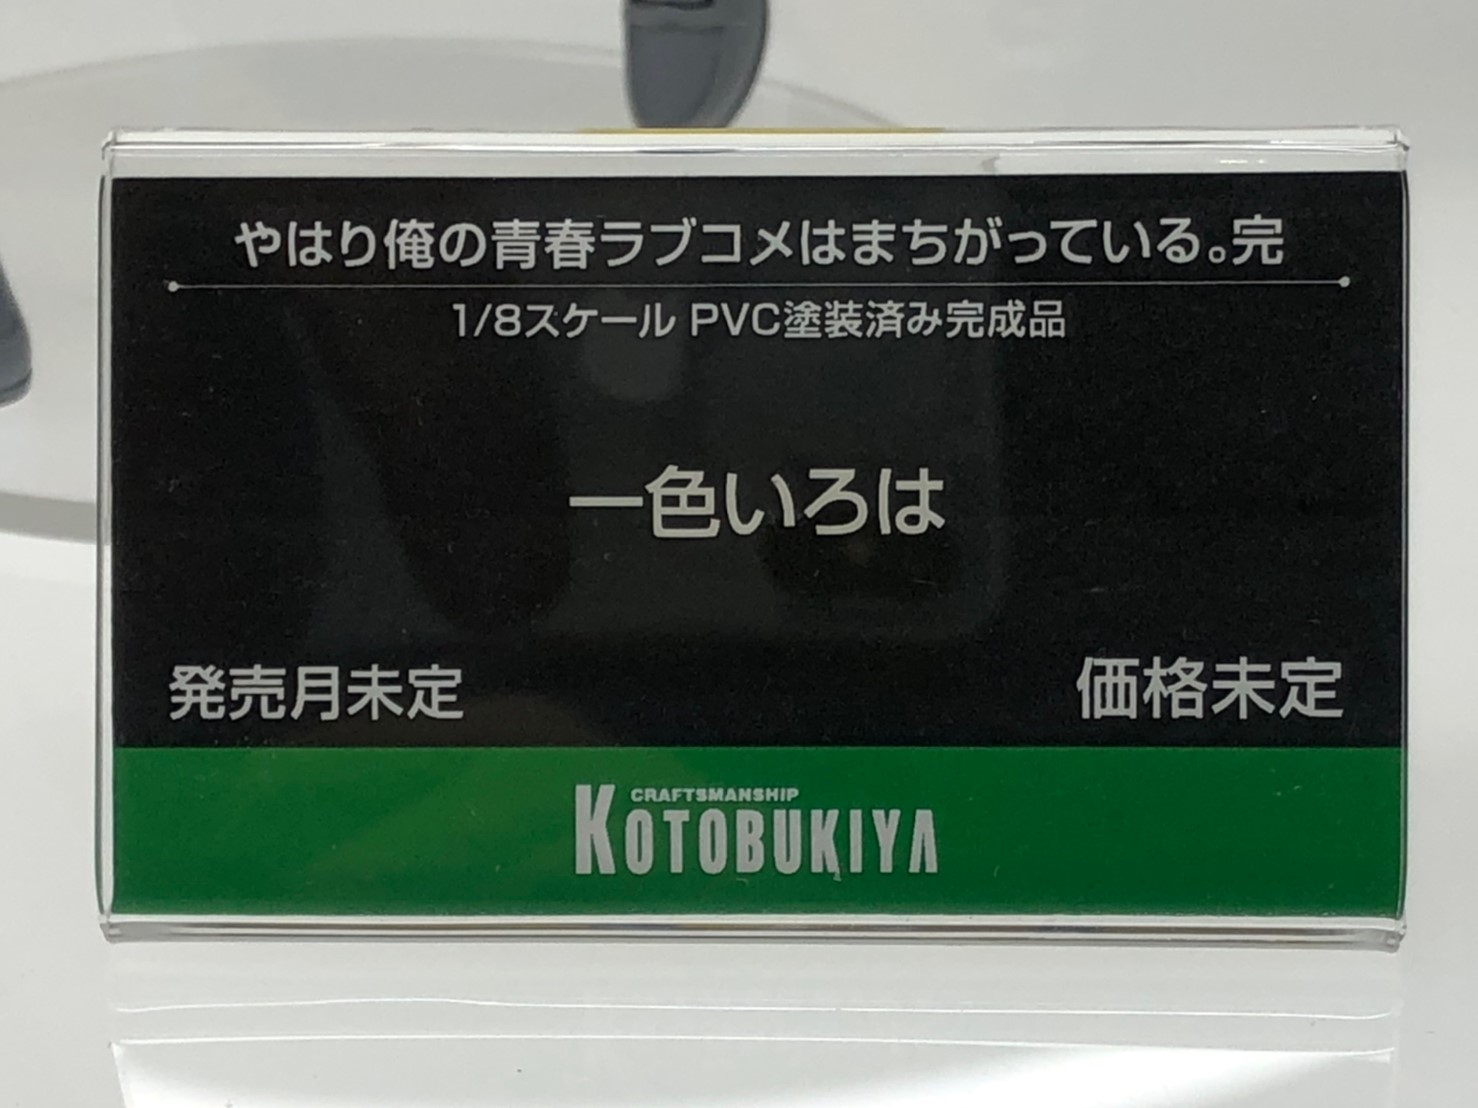 やはり俺の青春ラブコメはまちがっている。完
1/8スケール PVC塗装済み完成品
一色いろは
発売月未定
価格未定
CRAFTSMANSHIP
KOTOBUKIYA